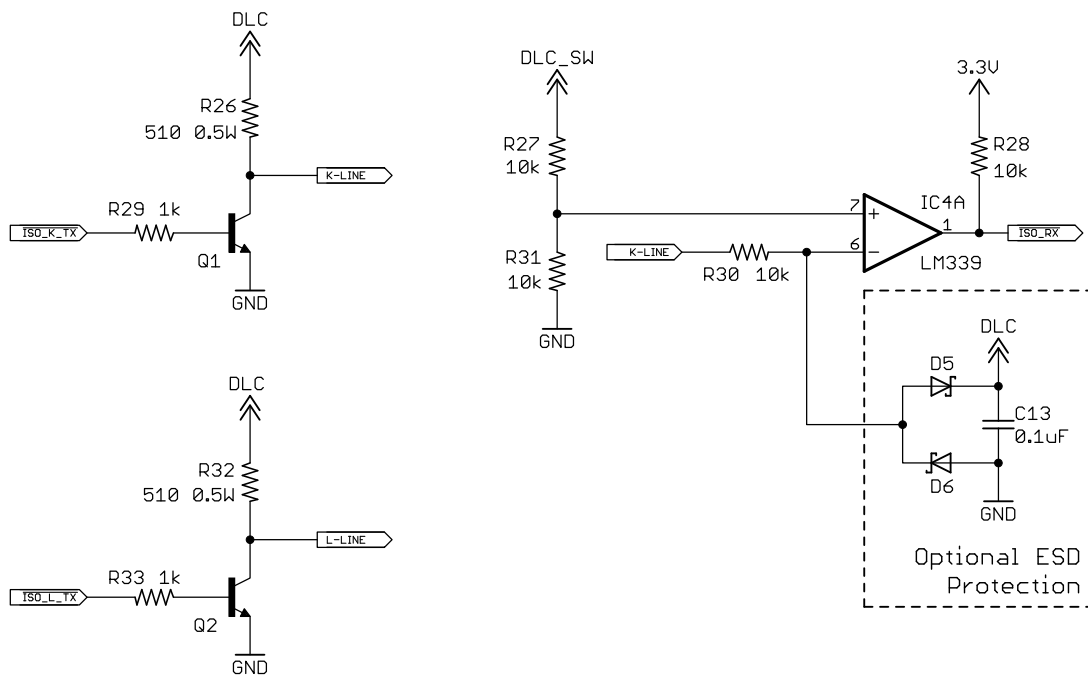 DLC
R26
510 0.5W
K-LINE
R29 1k
ISO_K_TX
Q1
GND
DLC
R32
510 0.5W
L-LINE
R33 1k
ISO_L_TX
Q2
GND
DLC_SW
R27
10k
R31
10k
GND
K-LINE
R30 10k
7
6
IC4A
1
LM339
3.3V
R28
10k
ISO_RX
DLC
D5
C13
0.1uF
D6
GND
Optional ESD
Protection